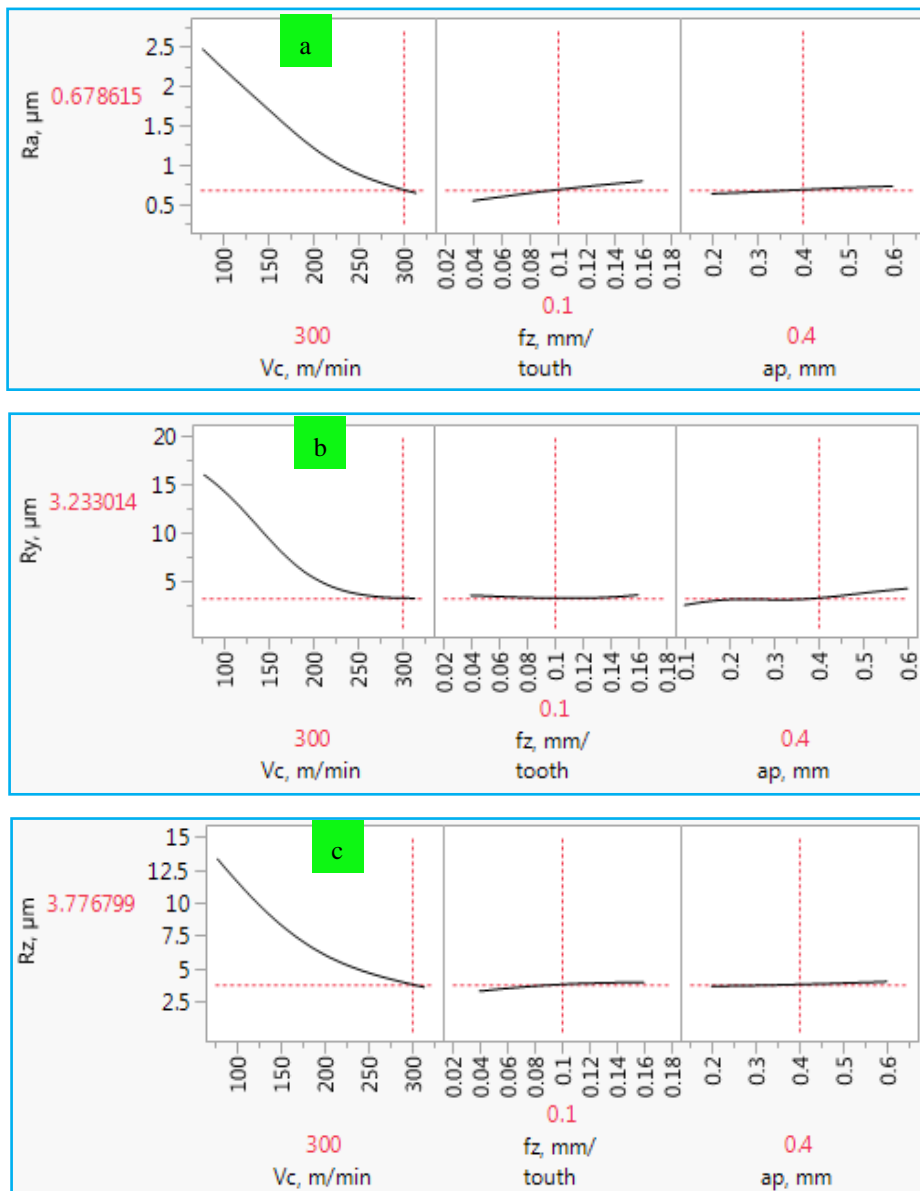 a
2.5
2
1.5
1
0.5
Ra, µm
0.678615
100 150 200 250 300
0.02 0.04 0.06 0.08 0.1 0.12 0.14 0.16 0.18
0.2 0.3 0.4 0.5 0.6
300
Vc, m/min
0.1
fz, mm/
touth
0.4
ap, mm
b
20
15
10
5
Ry, µm
3.233014
100 150 200 250 300
0.02 0.04 0.06 0.08 0.1 0.12 0.14 0.16 0.18
0.1 0.2 0.3 0.4 0.5 0.6
300
Vc, m/min
0.1
fz, mm/
tooth
0.4
ap, mm
c
15
12.5
10
7.5
5
2.5
Rz, µm
3.776799
100 150 200 250 300
0.02 0.04 0.06 0.08 0.1 0.12 0.14 0.16 0.18
0.2 0.3 0.4 0.5 0.6
300
Vc, m/min
0.1
fz, mm/
touth
0.4
ap, mm